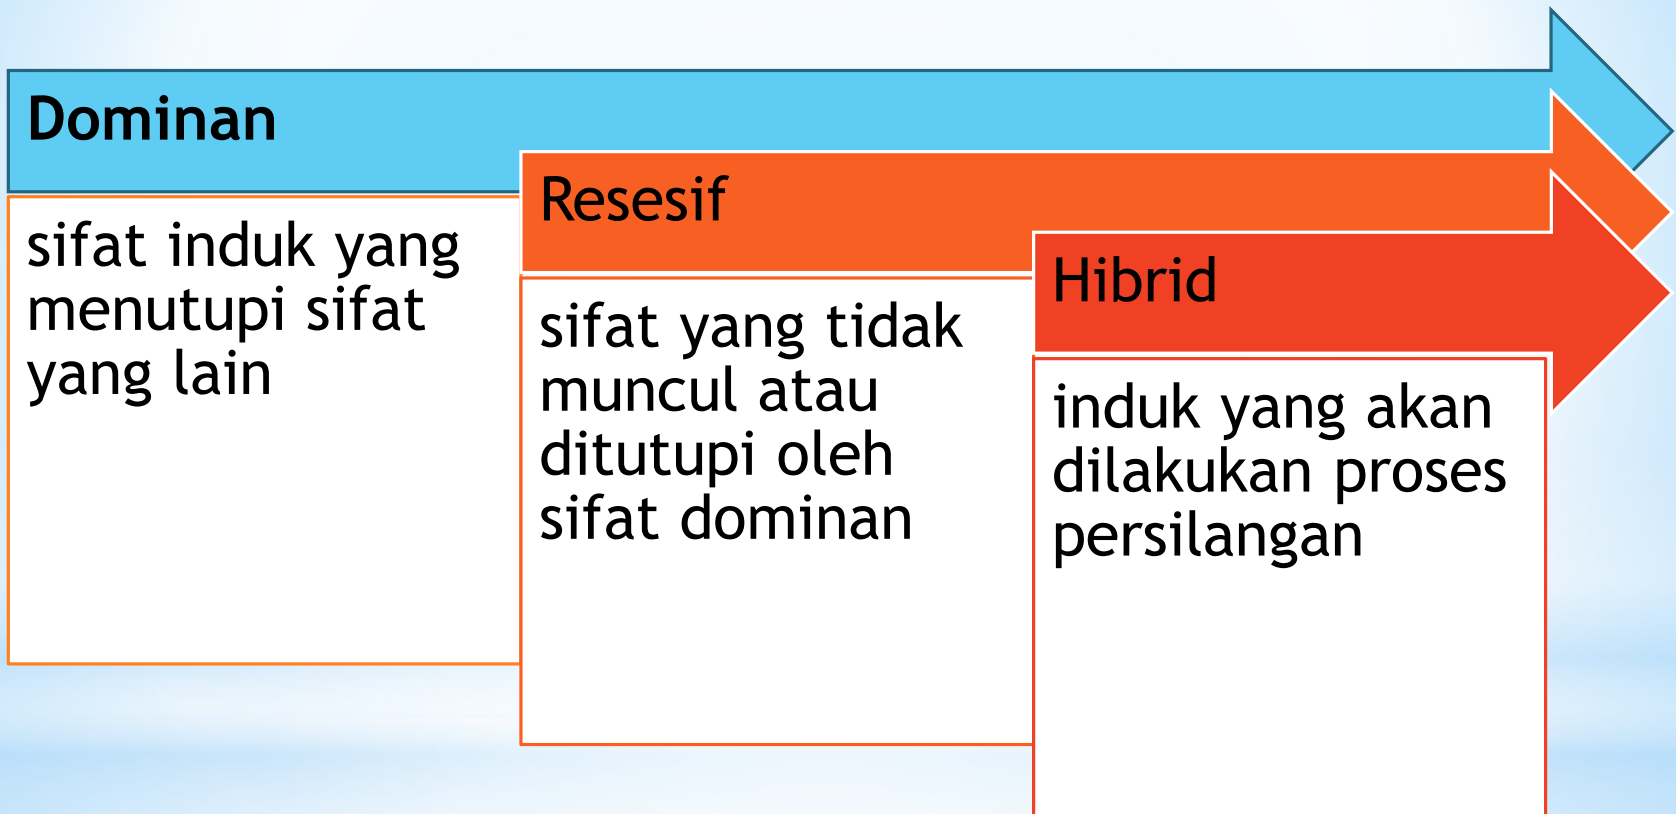 Dominan
sifat induk yang
menutupi sifat
yang lain
Resesif
sifat yang tidak
muncul atau
ditutupi oleh
sifat dominan
Hibrid
induk yang akan
dilakukan proses
persilangan